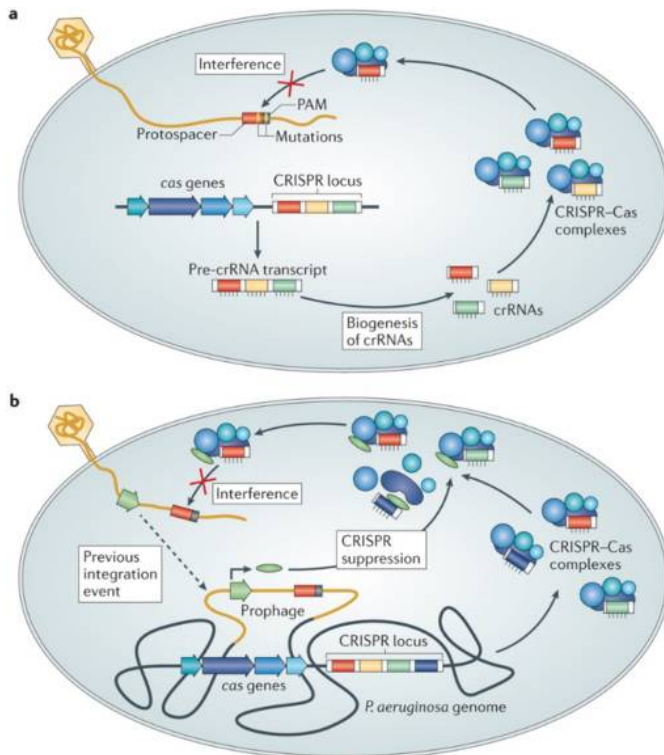 a
Interference
PAM
Protospacer
Mutations
cas genes
CRISPR locus
CRISPR–Cas
complexes
Pre-crRNA transcript
crRNAs
Biogenesis
of crRNAs
b
Interference
Previous
integration
event
CRISPR
suppression
CRISPR–Cas
complexes
Prophage
CRISPR locus
cas genes
P. aeruginosa genome